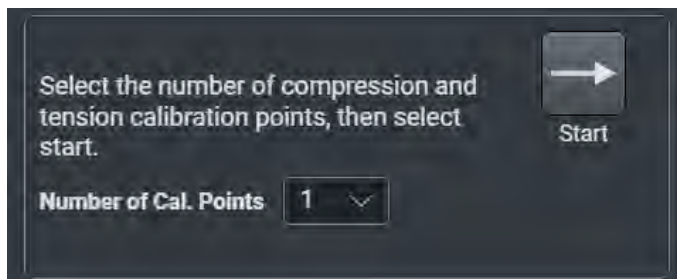 Select the number of compression and
tension calibration points, then select
start.
Start
Number of Cal. Points 1